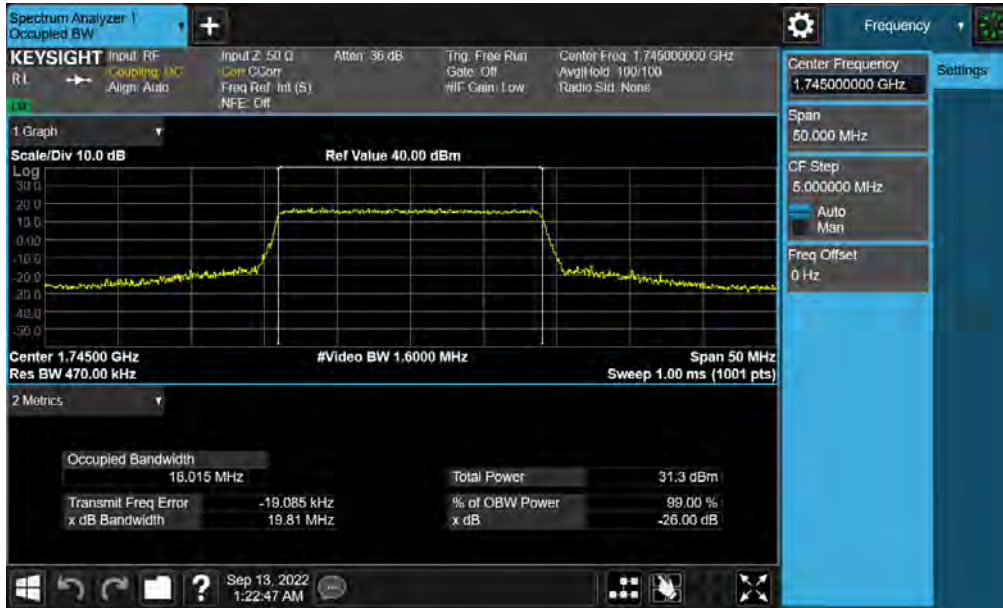 Spectrum Analyzer 1
Occupied BW
+
Frequency
KEYSIGHT Input: RF Input Z: 50 Ω Atten: 36 dB Trig: Free Run Center Freq: 1.745000000 GHz
RL Coupling: DC Corr CCorr Gate: Off Avg|Hold: 100/100
Align: Auto Freq Ref: Int (S) #IF Gain: Low Radio Std: None
NFE: Off
Center Frequency
1.745000000 GHz
Settings
Span
50.000 MHz
CF Step
5.000000 MHz
Auto
Man
Freq Offset
0 Hz
1 Graph
Scale/Div 10.0 dB Ref Value 40.00 dBm
Log
30.0
20.0
10.0
0.00
-10.0
-20.0
-30.0
-40.0
-50.0
Center 1.74500 GHz #Video BW 1.6000 MHz Span 50 MHz
Res BW 470.00 kHz Sweep 1.00 ms (1001 pts)
2 Metrics
Occupied Bandwidth
MHz
Total Power 31.3 dBm
Transmit Freq Error -19.085 kHz % of OBW Power 99.00 %
x dB Bandwidth 19.81 MHz x dB -26.00 dB
?
Sep 13, 2022
1:22:47 AM